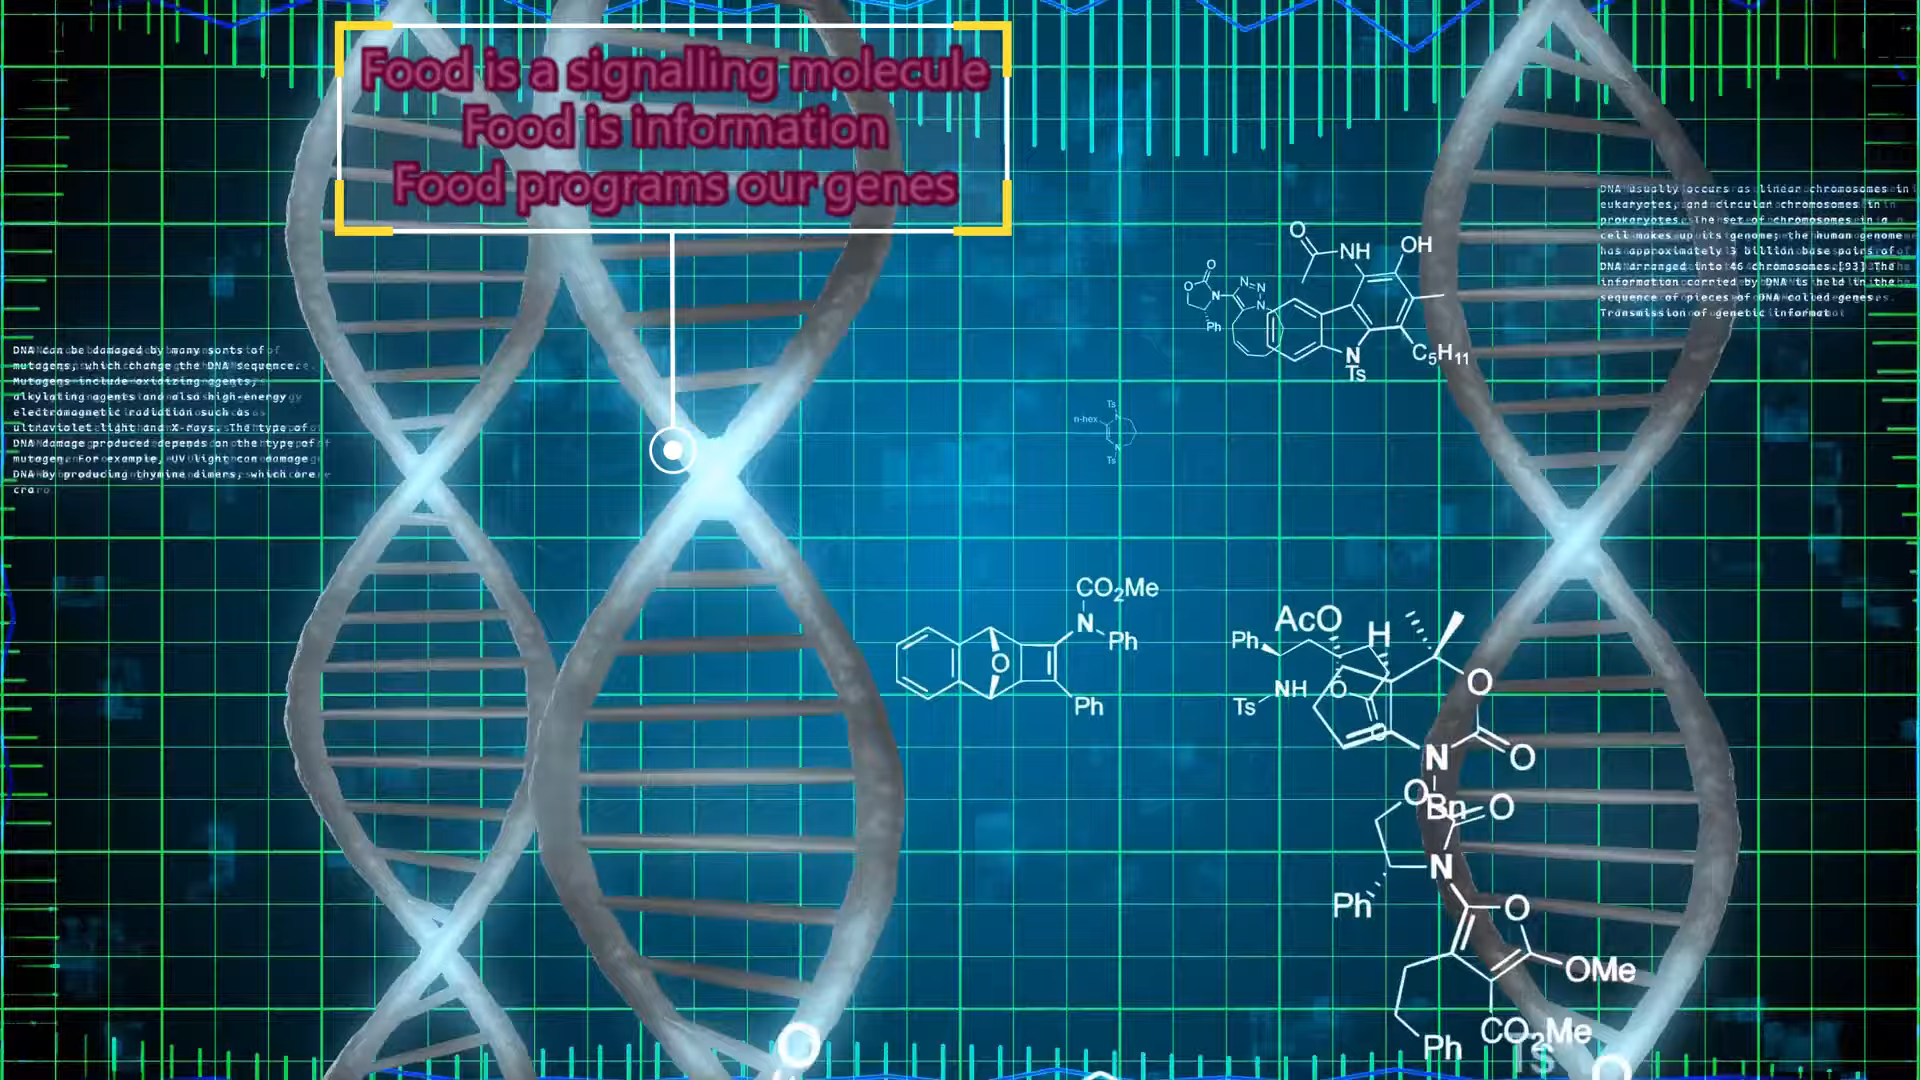 Food is a signalling molecule
Food is information
Food programs our genes
DNA usually occurs as linear chromosomes in
eukaryotes, and circular chromosomes in
prokaryotes. The set of chromosomes in a
cell makes up its genome; the human genome
has approximately 3 billion base pairs of
DNA arranged into 46 chromosomes.[93] The
information carried by DNA is held in the
sequence of pieces of DNA called genes.
Transmission of genetic informat
DNA can be damaged by many sorts of
mutagens, which change the DNA sequence.
Mutagens include oxidizing agents,
alkylating agents and also high-energy
electromagnetic radiation such as
ultraviolet light and X-rays. The type of
DNA damage produced depends on the type of
mutagen. For example, UV light can damage
DNA by producing thymine dimers, which are
cro
O
NH
OH
O
O
N
N
N
N
Ph
N
Ts
C5H11
Ts
n-hex
N
N
Ts
CO2Me
N
Ph
O
Ph
AcO
H
Ph
O
NH
O
Ts
O
N
O
O
Bn
O
N
Ph
O
OMe
CO2Me
Ph
Ts
O
O